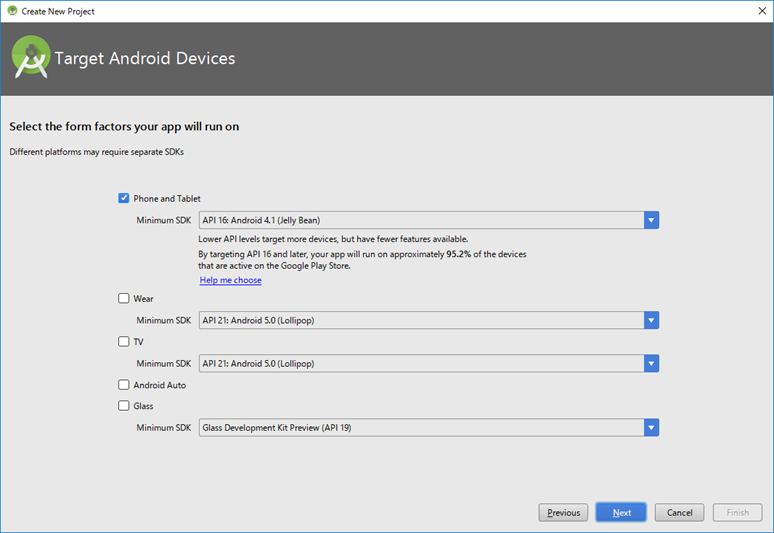 Create New Project
Target Android Devices
Select the form factors your app will run on
Different platforms may require separate SDKs
Phone and Tablet
Minimum SDK API 16: Android 4.1 (Jelly Bean)
Lower API levels target more devices, but have fewer features available.
By targeting API 16 and later, your app will run on approximately 95.2% of the devices
that are active on the Google Play Store.
Help me choose
Wear
Minimum SDK API 21: Android 5.0 (Lollipop)
TV
Minimum SDK API 21: Android 5.0 (Lollipop)
Android Auto
Glass
Minimum SDK Glass Development Kit Preview (API 19)
Previous Next Cancel Finish